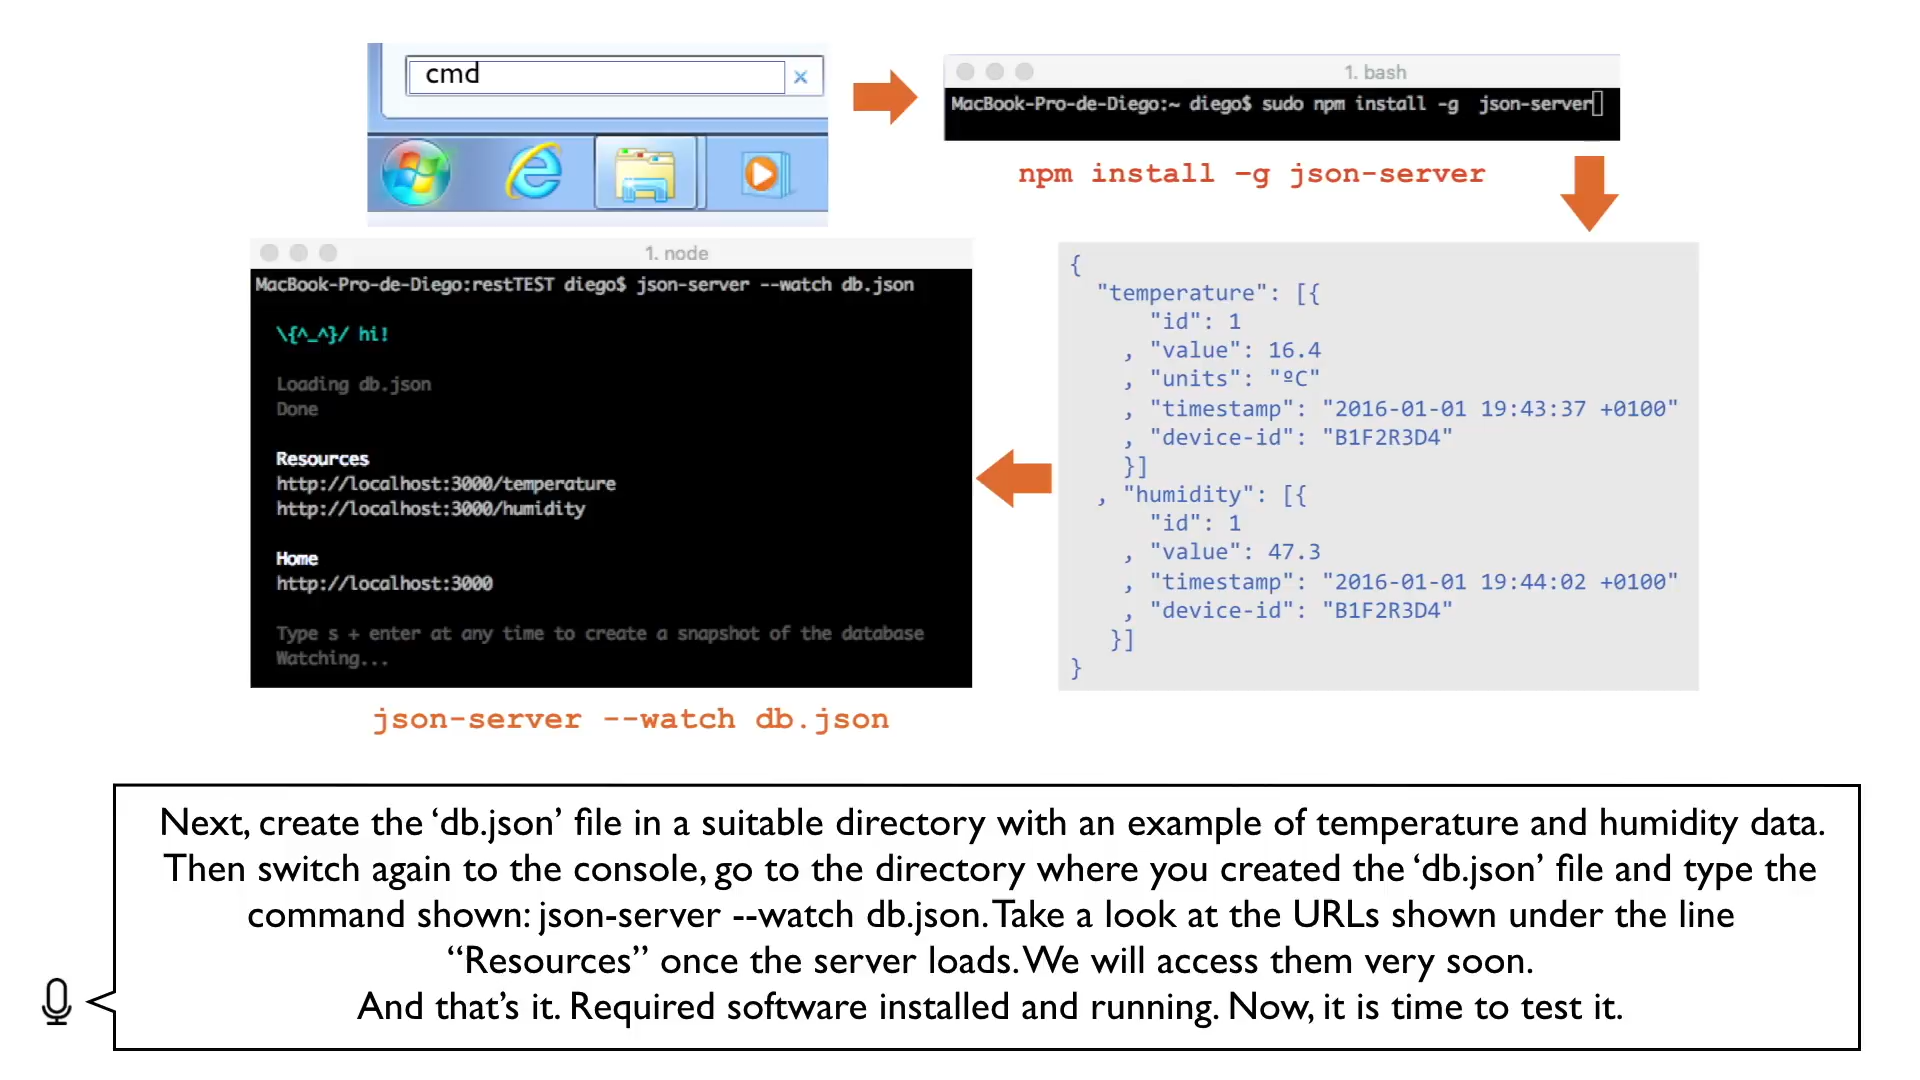 cmd
1. bash
MacBook-Pro-de-Diego:~ diego$ sudo npm install -g  json-server
npm install –g json-server
{
"temperature": [{
"id": 1
, "value": 16.4
, "units": "ºC"
, "timestamp": "2016-01-01 19:43:37 +0100"
, "device-id": "B1F2R3D4"
}]
, "humidity": [{
"id": 1
, "value": 47.3
, "timestamp": "2016-01-01 19:44:02 +0100"
, "device-id": "B1F2R3D4"
}]
}
1. node
MacBook-Pro-de-Diego:restTEST diego$ json-server --watch db.json
\{^_^}/ hi!
Loading db.json
Done
Resources
http://localhost:3000/temperature
http://localhost:3000/humidity
Home
http://localhost:3000
Type s + enter at any time to create a snapshot of the database
Watching...
json-server --watch db.json
Next, create the ‘db.json’ file in a suitable directory with an example of temperature and humidity data.
Then switch again to the console, go to the directory where you created the ‘db.json’ file and type the
command shown: json-server --watch db.json. Take a look at the URLs shown under the line
“Resources” once the server loads. We will access them very soon.
And that’s it. Required software installed and running. Now, it is time to test it.